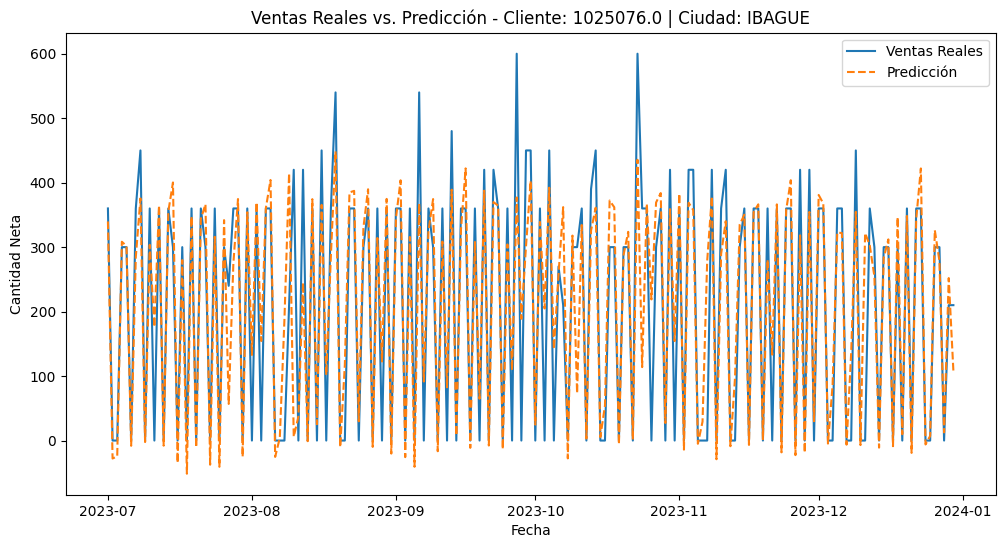 Ventas Reales vs. Predicción - Cliente: 1025076.0 | Ciudad: IBAGUE
Ventas Reales
Predicción
Cantidad Neta
600
500
400
300
200
100
0
2023-07
2023-08
2023-09
2023-10
2023-11
2023-12
2024-01
Fecha